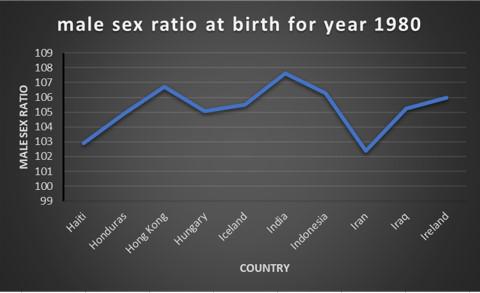 male sex ratio at birth for year 1980
109
108
107
106
105
104
103
102
101
100
99
MALE SEX RATIO
Haiti
Honduras
Hong Kong
Hungary
Iceland
India
Indonesia
Iran
Iraq
Ireland
COUNTRY